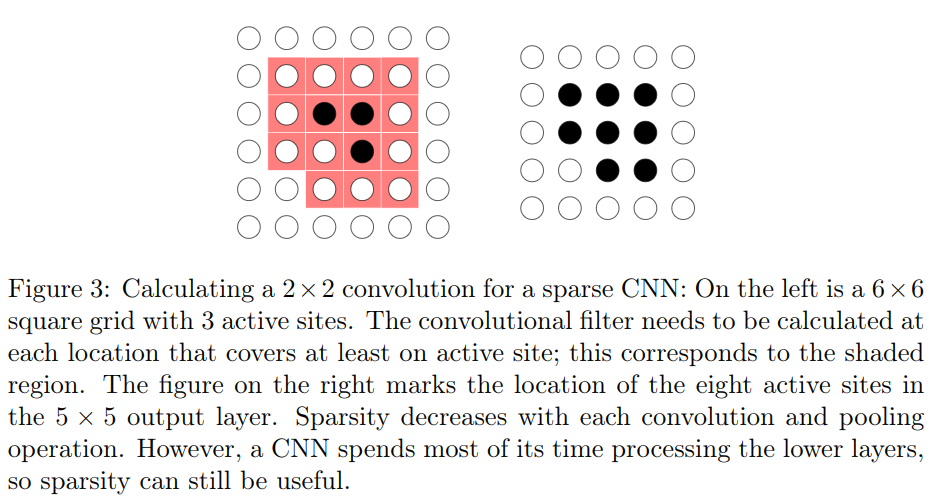 Figure 3: Calculating a 2 × 2 convolution for a sparse CNN: On the left is a 6 × 6
square grid with 3 active sites. The convolutional filter needs to be calculated at
each location that covers at least on active site; this corresponds to the shaded
region. The figure on the right marks the location of the eight active sites in
the 5 × 5 output layer. Sparsity decreases with each convolution and pooling
operation. However, a CNN spends most of its time processing the lower layers,
so sparsity can still be useful.